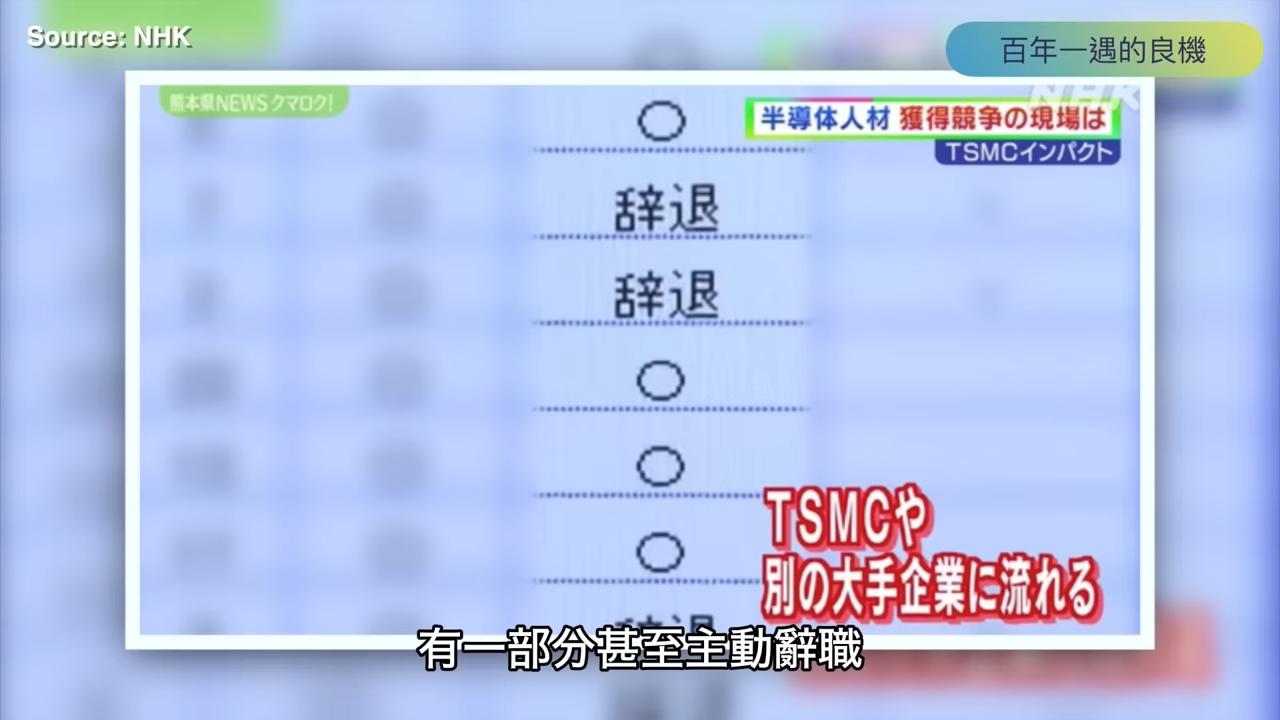 Source: NHK
百年一遇的良機
熊本県NEWSクマロク!
NHK
半導体人材 獲得競争の現場は
TSMCインパクト
○
辞退
辞退
○
○
○
辞退
TSMCや
別の大手企業に流れる
有一部分甚至主動辭職